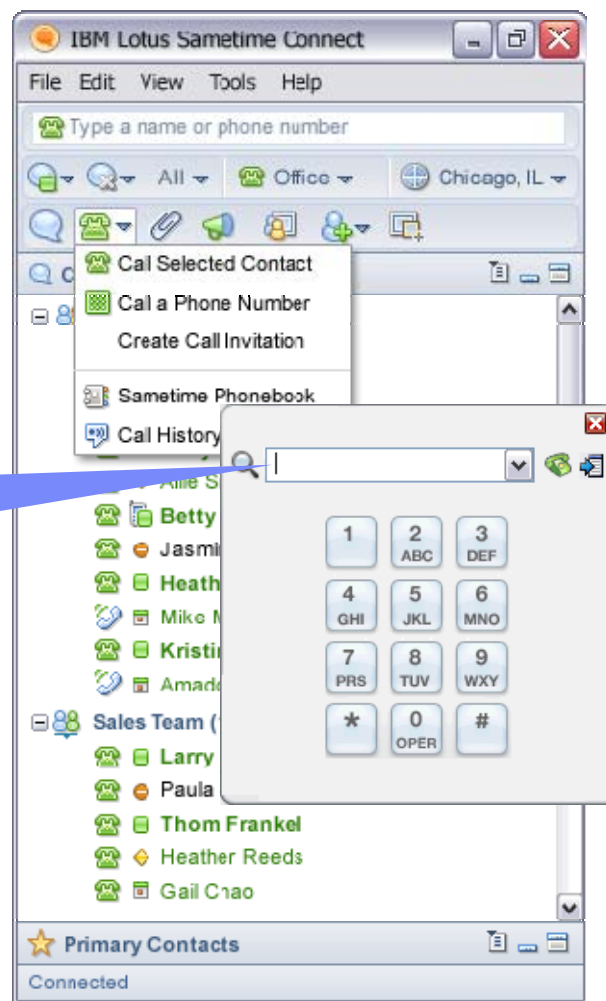 IBM Lotus Sametime Connect
File Edit View Tools Help
Type a name or phone number
All Office Chicago, IL
Call Selected Contact
Call a Phone Number
Create Call Invitation
Sametime Phonebook
Call History
Allie S
Betty
1 2 3
ABC DEF
Jasmi
Heath
4 5 6
GHI JKL MNO
Mike
Kristi
7 8 9
PRS TUV WXY
Amad
Sales Team (
* 0 #
OPER
Larry
Paula
Thom Frankel
Heather Reeds
Gail Chao
Primary Contacts
Connected